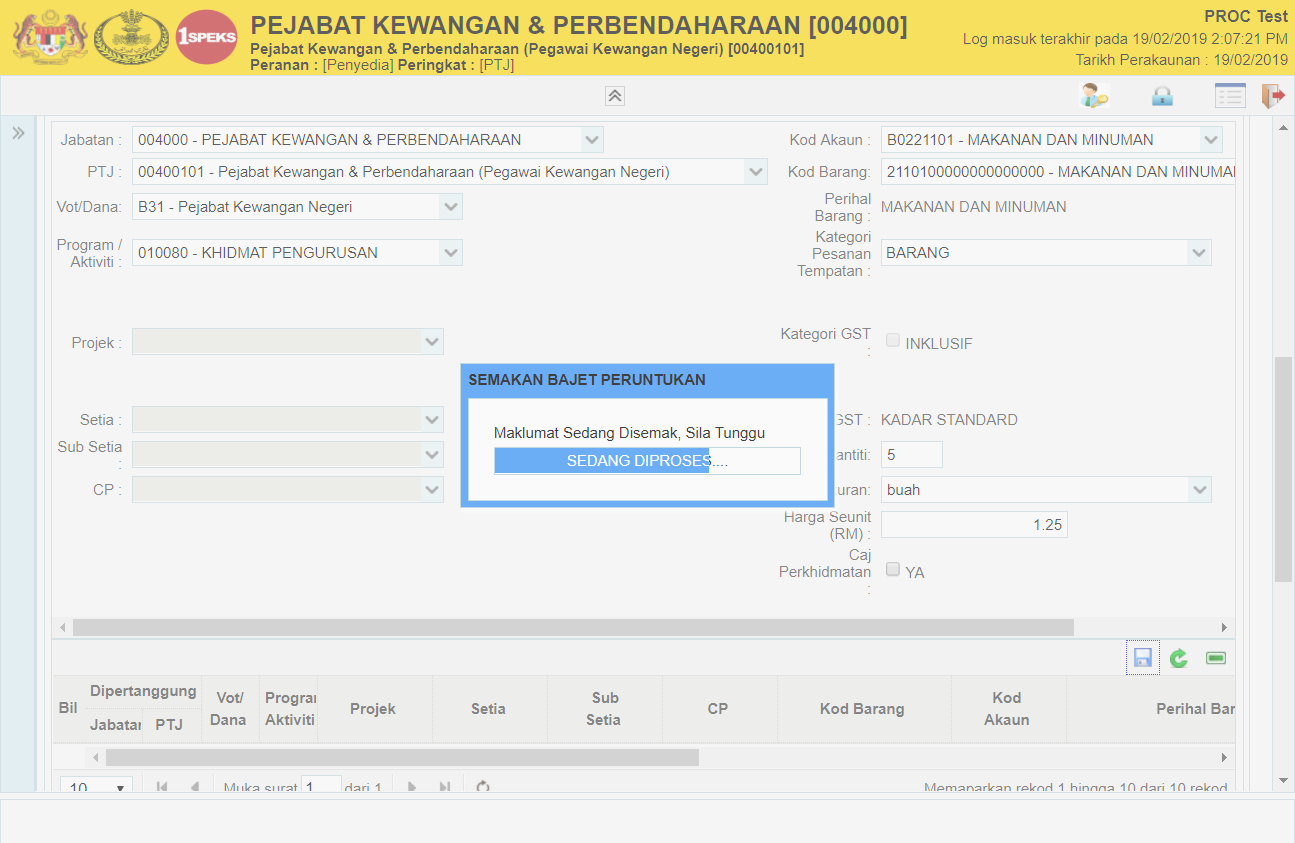 1SPEKS
PEJABAT KEWANGAN & PERBENDAHARAAN [004000]
Pejabat Kewangan & Perbendaharaan (Pegawai Kewangan Negeri) [00400101]
Peranan : [Penyedia] Peringkat : [PTJ]
PROC Test
Log masuk terakhir pada 19/02/2019 2:07:21 PM
Tarikh Perakaunan : 19/02/2019
Jabatan : 004000 - PEJABAT KEWANGAN & PERBENDAHARAAN
Kod Akaun : B0221101 - MAKANAN DAN MINUMAN
PTJ : 00400101 - Pejabat Kewangan & Perbendaharaan (Pegawai Kewangan Negeri)
Kod Barang: 2110100000000000000 - MAKANAN DAN MINUMA
Vot/Dana: B31 - Pejabat Kewangan Negeri
Perihal
Barang : MAKANAN DAN MINUMAN
Program /
Aktiviti : 010080 - KHIDMAT PENGURUSAN
Kategori
Pesanan
Tempatan : BARANG
Projek :
Kategori GST
: INKLUSIF
SEMAKAN BAJET PERUNTUKAN
Maklumat Sedang Disemak, Sila Tunggu
SEDANG DIPROSES....
Setia :
GST : KADAR STANDARD
Sub Setia
:
antiti: 5
CP :
uran: buah
Harga Seunit
(RM) : 1.25
Caj
Perkhidmatan
: YA
Bil
Dipertanggung
Jabatar
PTJ
Vot/
Dana
Prograr
Aktiviti
Projek
Setia
Sub
Setia
CP
Kod Barang
Kod
Akaun
Perihal Bar
10
Muka surat 1 dari 1
Memaparkan rekod 1 hingga 10 dari 10 rekod